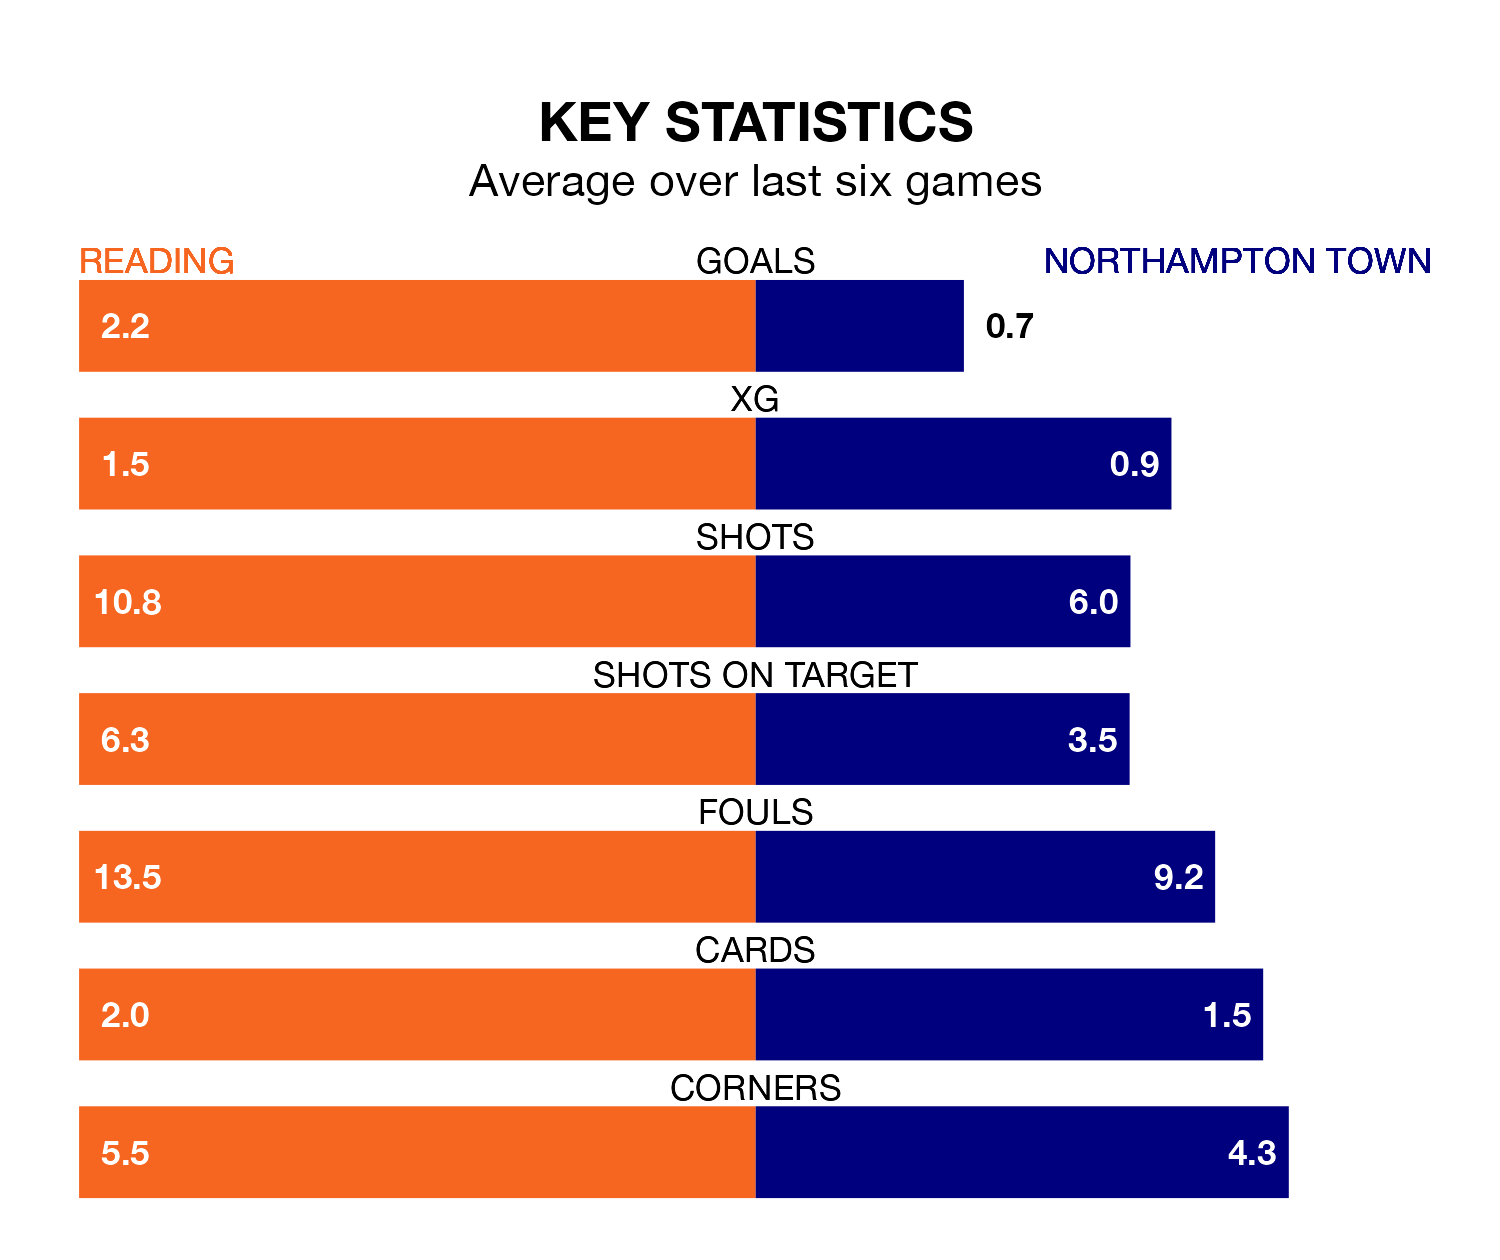 KEY STATISTICS
Average over last six games
READING GOALS NORTHAMPTON TOWN
2.2 0.7
XG
1.5 0.9
SHOTS
10.8 6.0
SHOTS ON TARGET
6.3 3.5
FOULS
13.5 9.2
CARDS
2.0 1.5
CORNERS
5.5 4.3